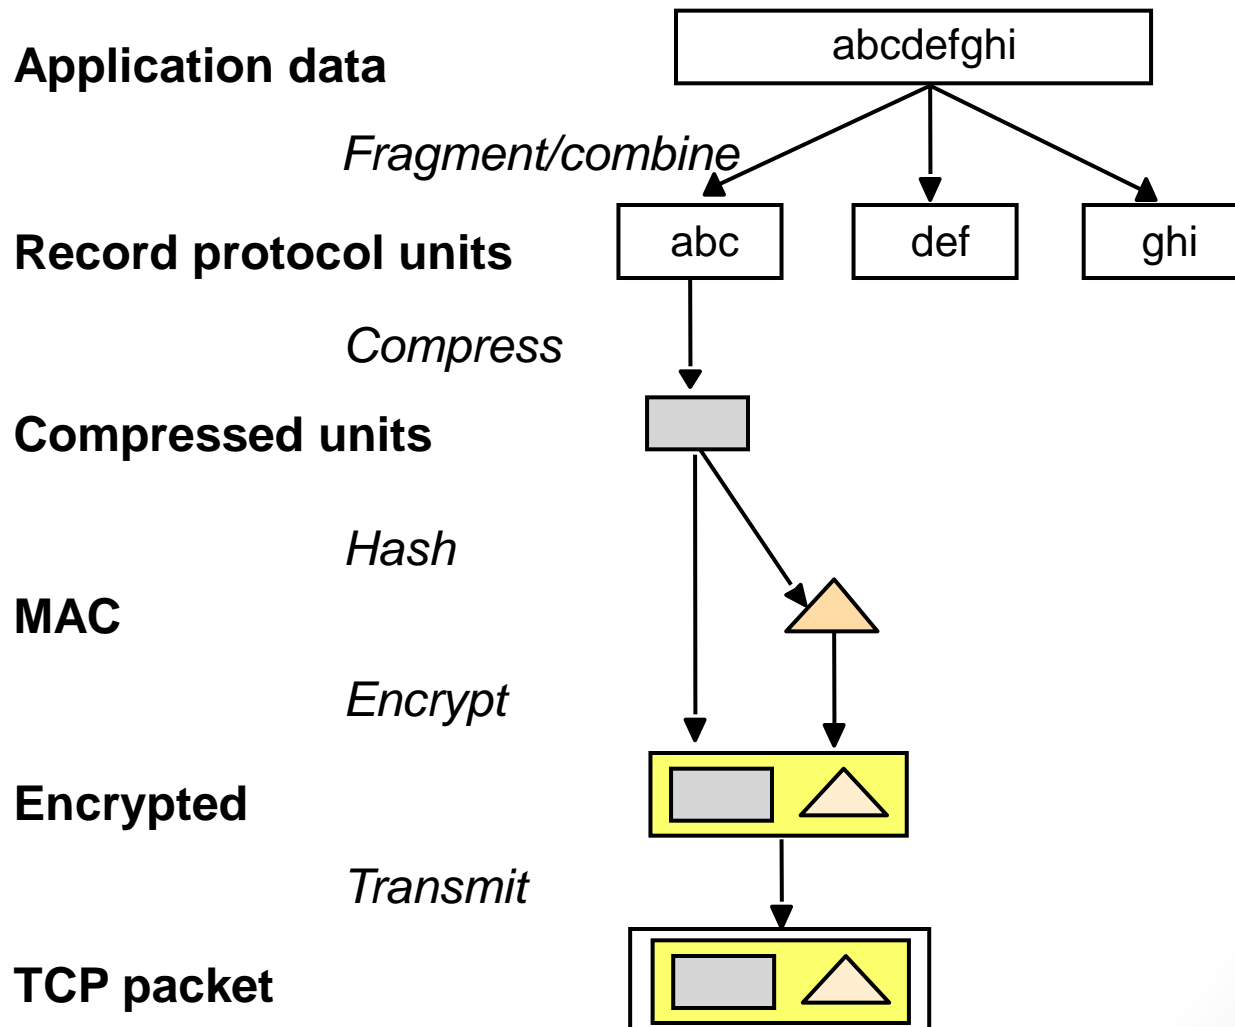 Application data
abcdefghi
Fragment/combine
Record protocol units
abc
def
ghi
Compress
Compressed units
Hash
MAC
Encrypt
Encrypted
Transmit
TCP packet